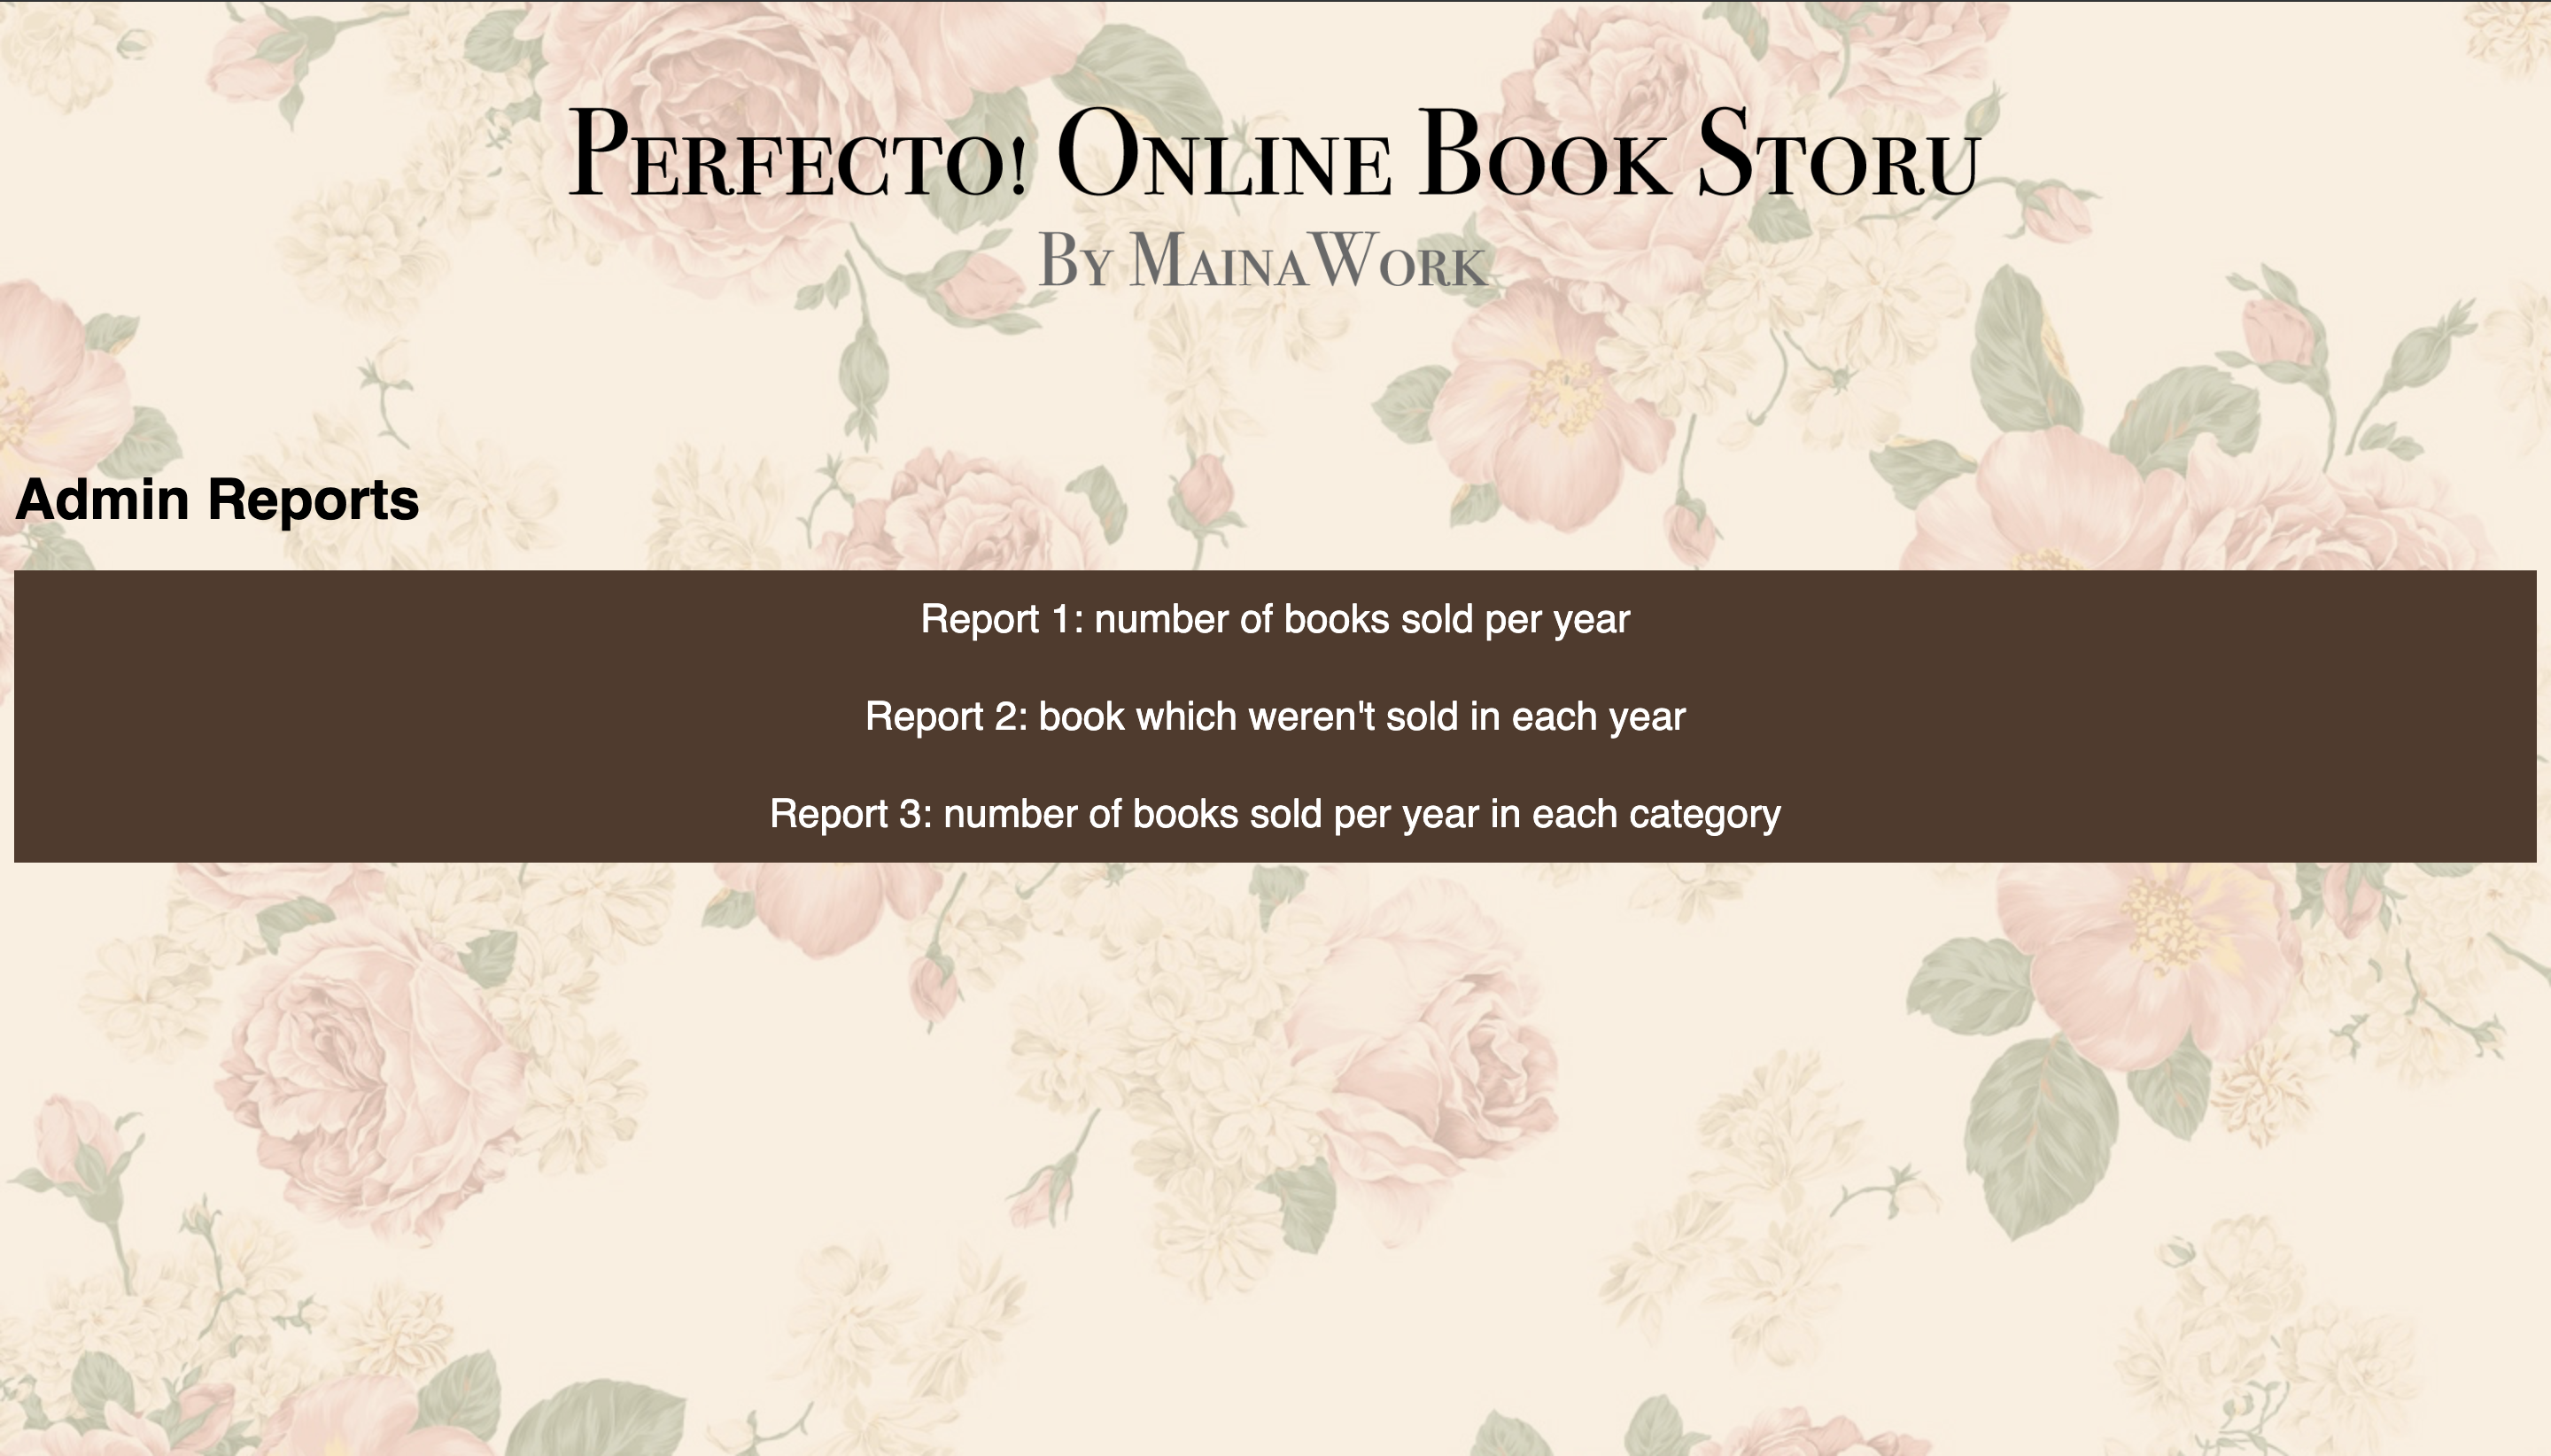 Perfecto! Online Book Storu
By MainaWork
Admin Reports
Report 1: number of books sold per year
Report 2: book which weren't sold in each year
Report 3: number of books sold per year in each category